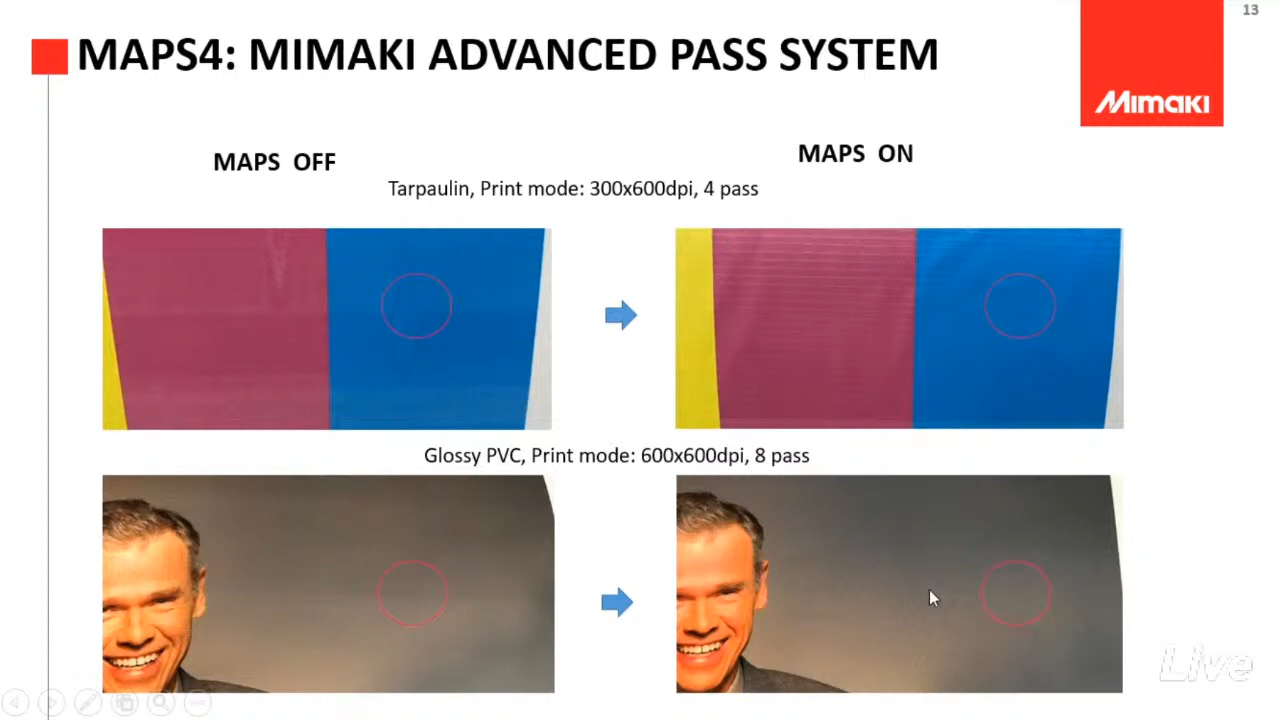 13
MAPS4: MIMAKI ADVANCED PASS SYSTEM
Mimaki
MAPS OFF
MAPS ON
Tarpaulin, Print mode: 300x600dpi, 4 pass
Glossy PVC, Print mode: 600x600dpi, 8 pass
Live